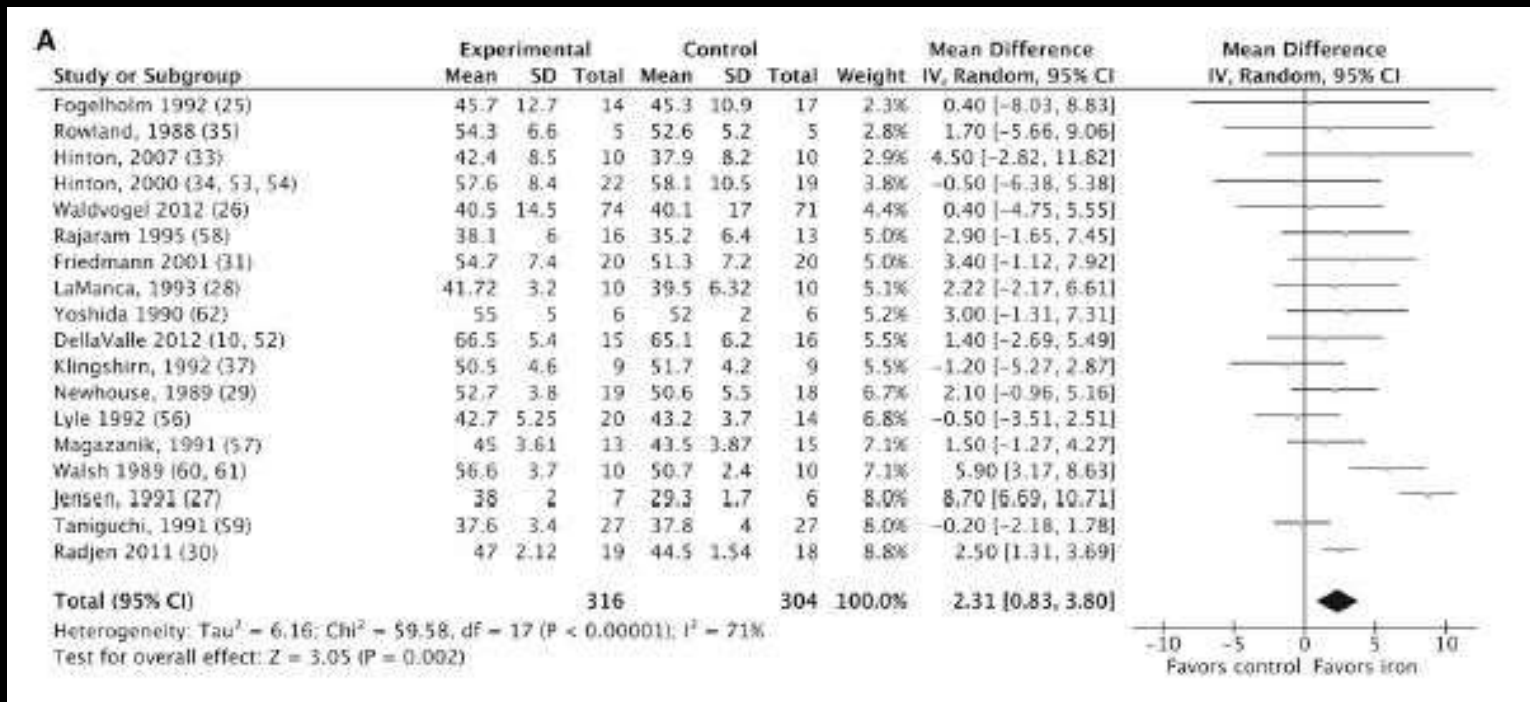 A
Experimental Control Mean Difference Mean Difference
Study or Subgroup Mean SD Total Mean SD Total Weight IV, Random, 95% CI IV, Random, 95% CI
Fogelholm 1992 (25) 45.7 12.7 14 45.3 10.9 17 2.3% 0.40 [-8.03, 8.83]
Rowland, 1988 (35) 54.3 6.6 5 52.6 5.2 5 2.8% 1.70 [-5.66, 9.06]
Hinton, 2007 (33) 42.4 8.5 10 37.9 8.2 10 2.9% 4.50 [-2.82, 11.82]
Hinton, 2000 (34, 53, 54) 57.6 8.4 22 58.1 10.5 19 3.8% -0.50 [-6.38, 5.38]
Waldvogel 2012 (26) 40.5 14.5 74 40.1 17 71 4.4% 0.40 [-4.75, 5.55]
Rajaram 1995 (58) 38.1 6 16 35.2 6.4 13 5.0% 2.90 [-1.65, 7.45]
Friedmann 2001 (31) 54.7 7.4 20 51.3 7.2 20 5.0% 3.40 [-1.12, 7.92]
LaManca, 1993 (28) 41.72 3.2 10 39.5 6.32 10 5.1% 2.22 [-2.17, 6.61]
Yoshida 1990 (62) 55 5 6 52 2 6 5.2% 3.00 [-1.31, 7.31]
DellaValle 2012 (10, 52) 66.5 5.4 15 65.1 6.2 16 5.5% 1.40 [-2.69, 5.49]
Klingshirn, 1992 (37) 50.5 4.6 9 51.7 4.2 9 5.5% -1.20 [-5.27, 2.87]
Newhouse, 1989 (29) 52.7 3.8 19 50.6 5.5 18 6.7% 2.10 [-0.96, 5.16]
Lyle 1992 (56) 42.7 5.25 20 43.2 3.7 14 6.8% -0.50 [-3.51, 2.51]
Magazanik, 1991 (57) 45 3.61 13 43.5 3.87 15 7.1% 1.50 [-1.27, 4.27]
Walsh 1989 (60, 61) 56.6 3.7 10 50.7 2.4 10 7.1% 5.90 [3.17, 8.63]
Jensen, 1991 (27) 38 2 7 29.3 1.7 6 8.0% 8.70 [6.69, 10.71]
Taniguchi, 1991 (59) 37.6 3.4 27 37.8 4 27 8.0% -0.20 [-2.18, 1.78]
Radjen 2011 (30) 47 2.12 19 44.5 1.54 18 8.8% 2.50 [1.31, 3.69]
Total (95% CI) 316 304 100.0% 2.31 [0.83, 3.80]
Heterogeneity: Tau² = 6.16; Chi² = 59.58, df = 17 (P < 0.00001); I² = 71%
Test for overall effect: Z = 3.05 (P = 0.002)
-10 -5 0 5 10
Favors control Favors iron